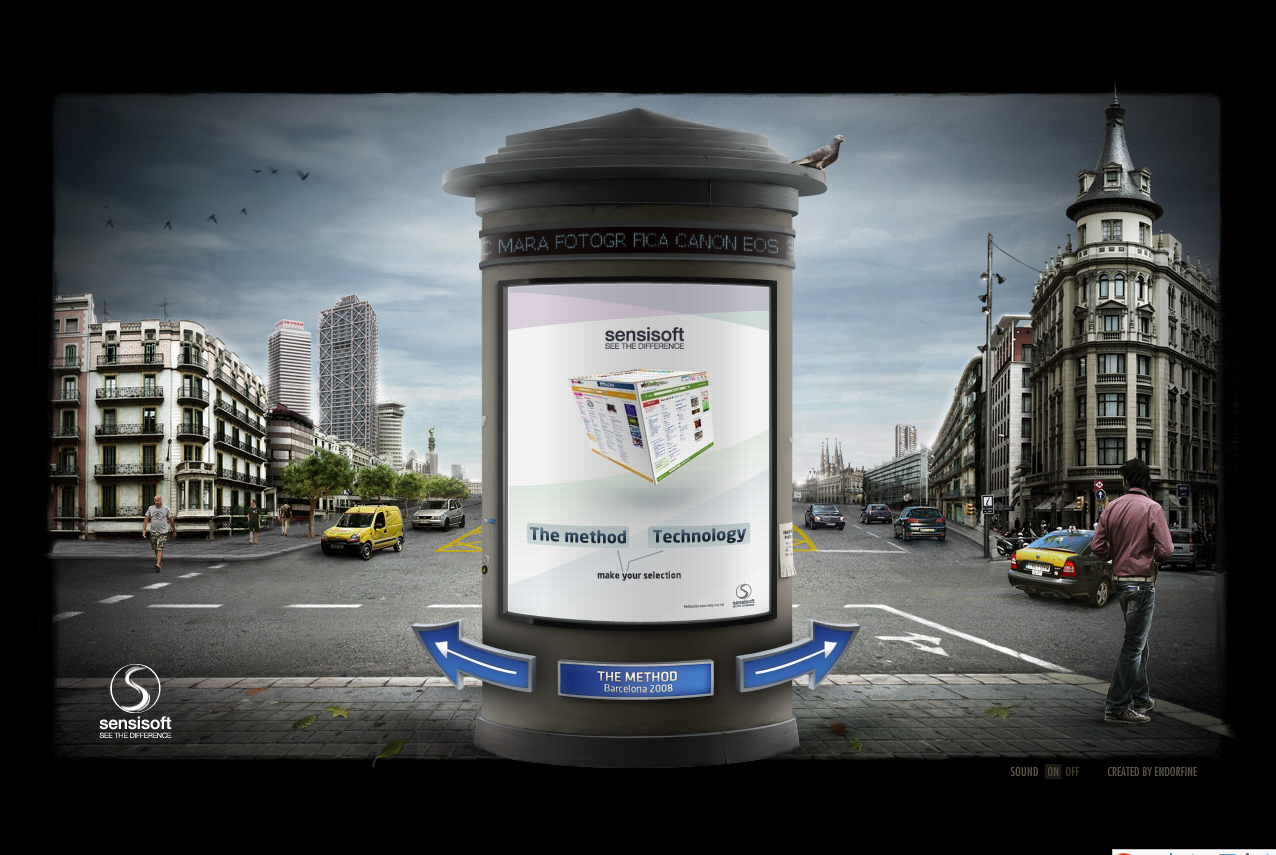 C MARA FOTOGR FICA CANON EOS
sensisoft
SEE THE DIFFERENCE
The method
Technology
make your selection
sensisoft
THE METHOD
Barcelona 2008
sensisoft
SEE THE DIFFERENCE
SOUND ON OFF
CREATED BY ENDORFINE